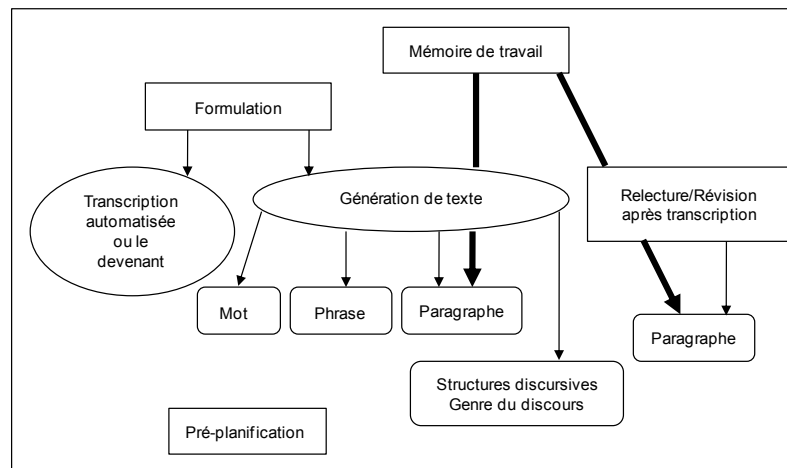 Mémoire de travail
Formulation
Transcription
automatisée
ou le
devenant
Génération de texte
Relecture/Révision
après transcription
Mot
Phrase
Paragraphe
Paragraphe
Structures discursives
Genre du discours
Pré-planification